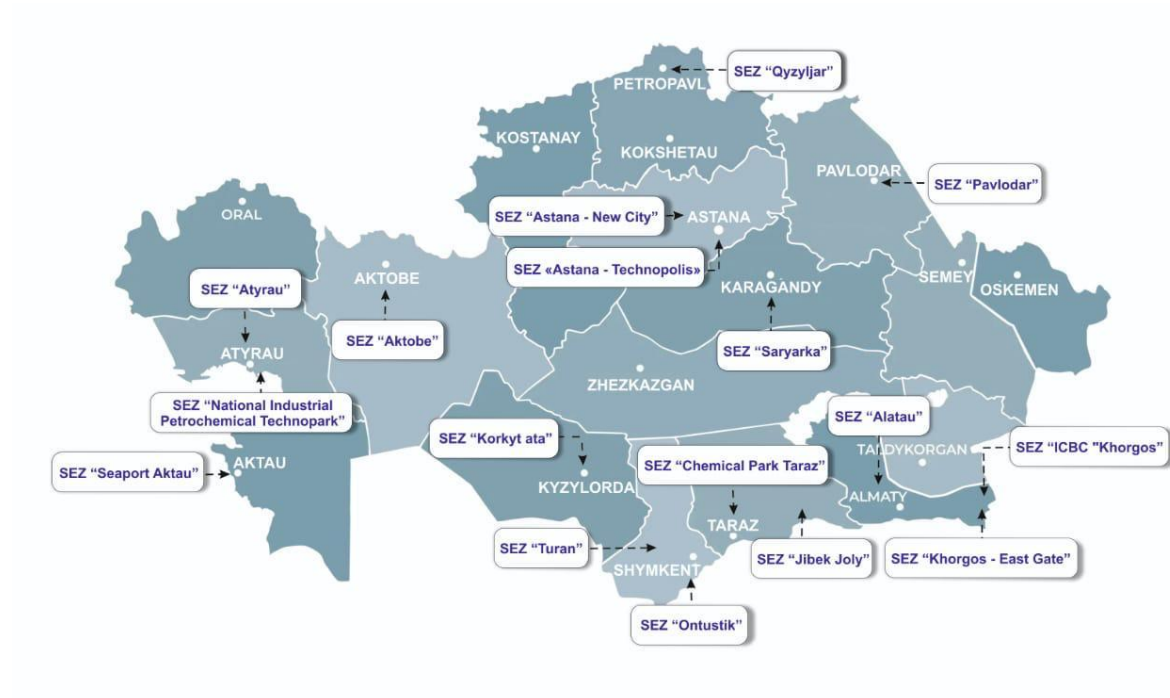 SEZ “Qyzyljar”
PETROPAVL
KOSTANAY
KOKSHETAU
PAVLODAR
SEZ “Pavlodar”
ORAL
SEZ “Astana - New City”
ASTANA
AKTOBE
SEZ «Astana - Technopolis»
SEMEY
OSKEMEN
SEZ “Atyrau”
KARAGANDY
SEZ “Aktobe”
SEZ “Saryarka”
ATYRAU
ZHEZKAZGAN
SEZ “National Industrial
Petrochemical Technopark”
SEZ “Alatau”
SEZ “Korkyt ata”
TALDYKORGAN
SEZ “ICBC "Khorgos”
SEZ “Seaport Aktau”
AKTAU
SEZ “Chemical Park Taraz”
KYZYLORDA
ALMATY
TARAZ
SEZ “Turan”
SEZ “Jibek Joly”
SEZ “Khorgos - East Gate”
SHYMKENT
SEZ “Ontustik”